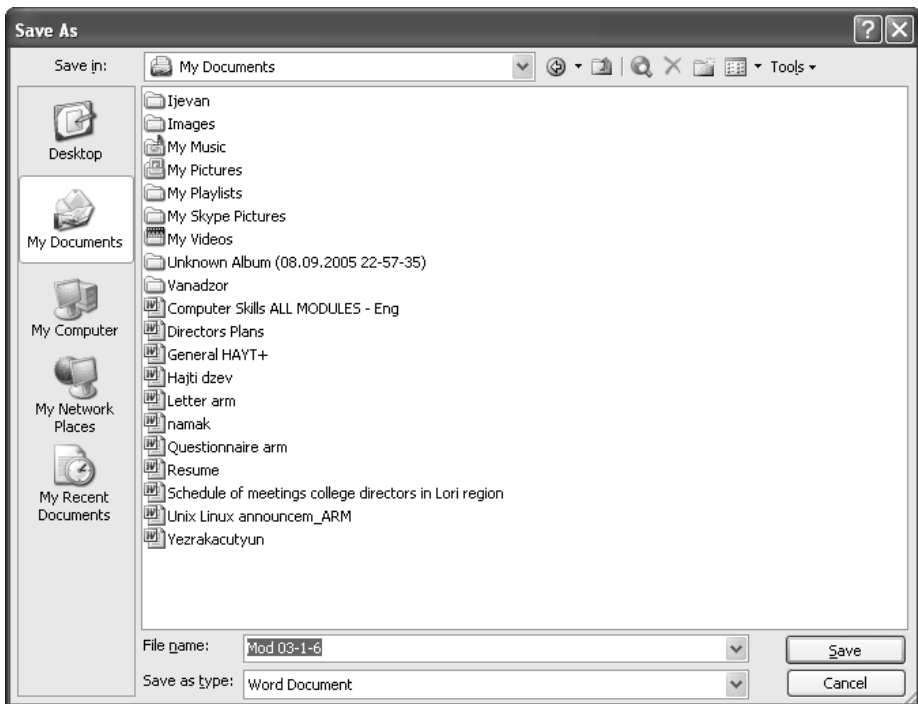 Save As
Save in:
My Documents
Tools
Desktop
My Documents
My Computer
My Network
Places
My Recent
Documents
Ijevan
Images
My Music
My Pictures
My Playlists
My Skype Pictures
My Videos
Unknown Album (08.09.2005 22-57-35)
Vanadzor
Computer Skills ALL MODULES - Eng
Directors Plans
General HAYT+
Hajti dzev
Letter arm
namak
Questionnaire arm
Resume
Schedule of meetings college directors in Lori region
Unix Linux announcem_ARM
Yezrakacutyun
File name:
Mod 03-1-6
Save
Save as type:
Word Document
Cancel